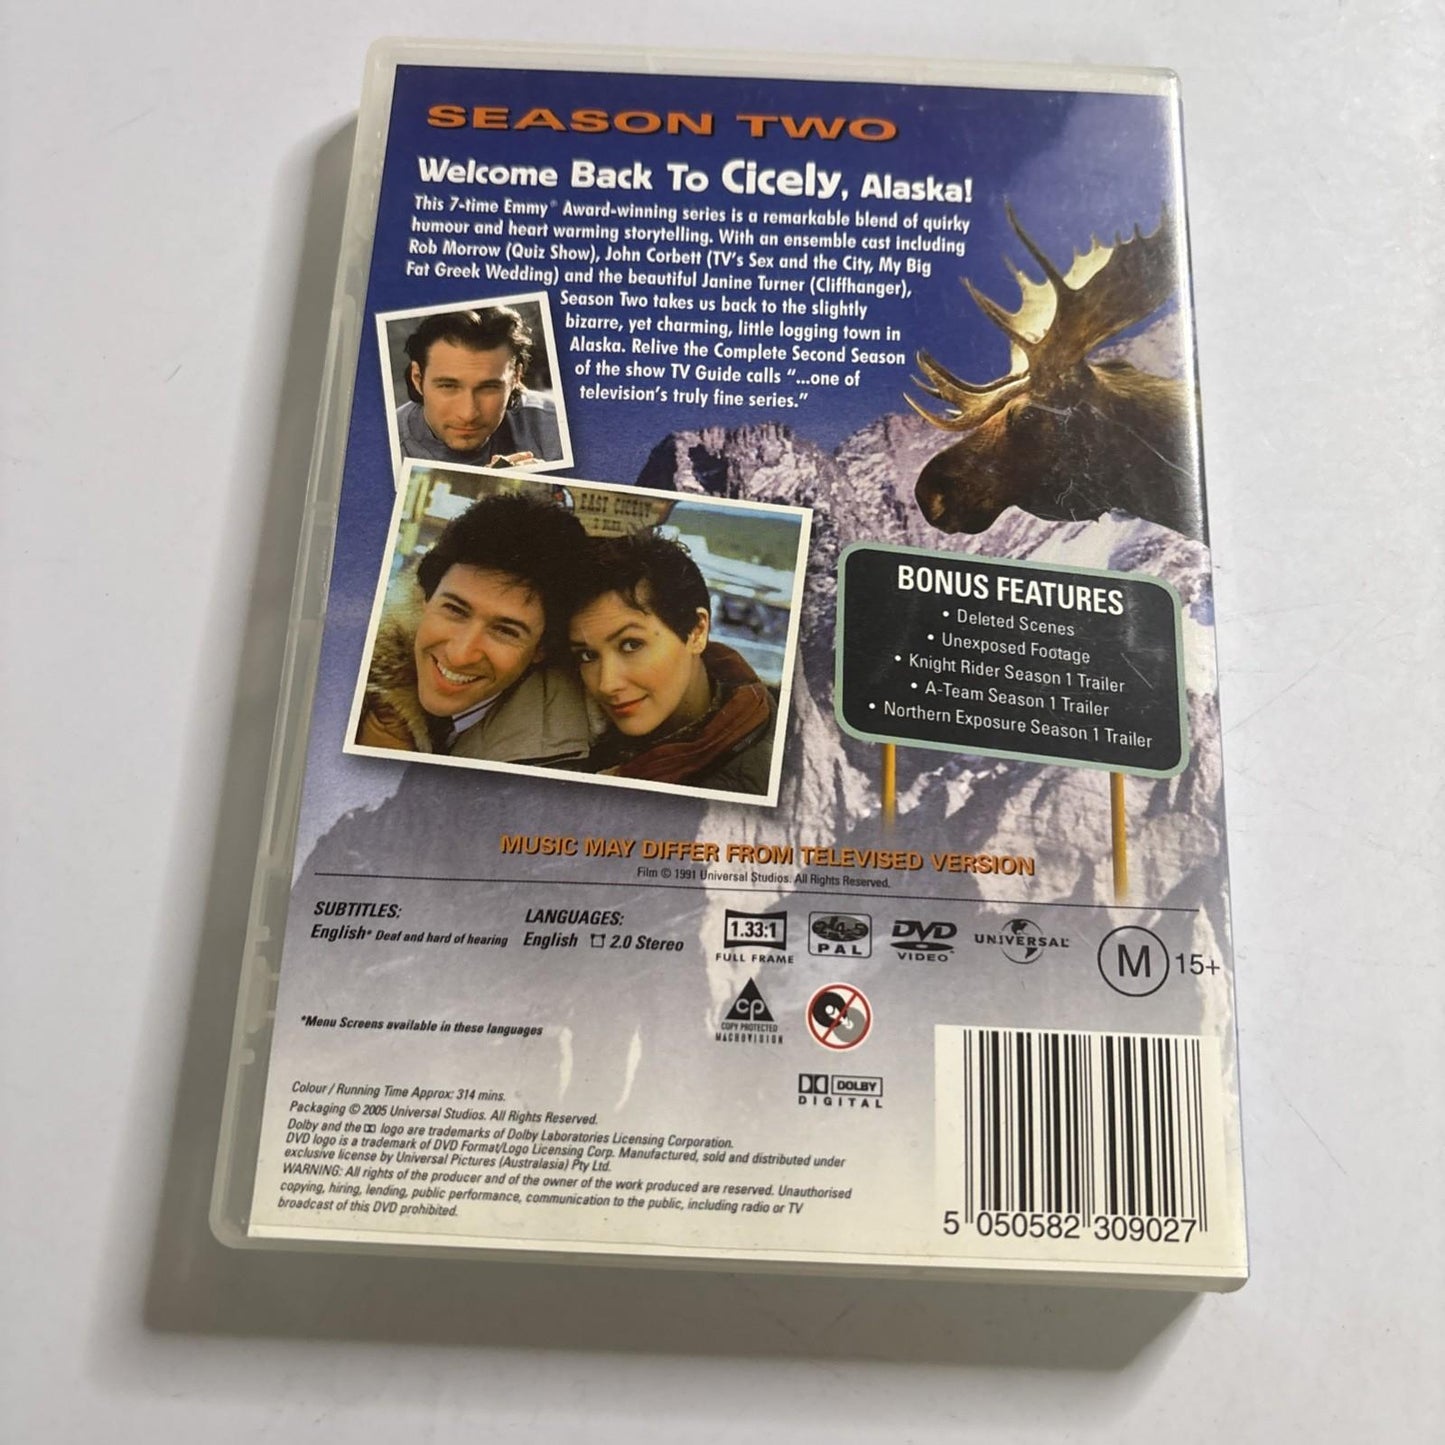 SEASON TWO
Welcome Back To Cicely, Alaska!
This 7-time Emmy® Award-winning series is a remarkable blend of quirky
humour and heart warming storytelling. With an ensemble cast including
Rob Morrow (Quiz Show), John Corbett (TV's Sex and the City, My Big
Fat Greek Wedding) and the beautiful Janine Turner (Cliffhanger),
Season Two takes us back to the slightly
bizarre, yet charming, little logging town in
Alaska. Relive the Complete Second Season
of the show TV Guide calls "...one of
television's truly fine series."
EAST CICELY
BONUS FEATURES
• Deleted Scenes
• Unexposed Footage
• Knight Rider Season 1 Trailer
• A-Team Season 1 Trailer
• Northern Exposure Season 1 Trailer
MUSIC MAY DIFFER FROM TELEVISED VERSION
Film © 1991 Universal Studios. All Rights Reserved.
SUBTITLES:
English* Deaf and hard of hearing
LANGUAGES:
English 2.0 Stereo
1.33:1
FULL FRAME
2-4-5
PAL
DVD
VIDEO
UNIVERSAL
M 15+
*Menu Screens available in these languages
CP
COPY PROTECTED
MACROVISION
DOLBY
DIGITAL
Colour / Running Time Approx: 314 mins.
Packaging © 2005 Universal Studios. All Rights Reserved.
Dolby and the logo are trademarks of Dolby Laboratories Licensing Corporation.
DVD logo is a trademark of DVD Format/Logo Licensing Corp. Manufactured, sold and distributed under
exclusive license by Universal Pictures (Australasia) Pty Ltd.
WARNING: All rights of the producer and of the owner of the work produced are reserved. Unauthorised
copying, hiring, lending, public performance, communication to the public, including radio or TV
broadcast of this DVD prohibited.
5 050582 309027